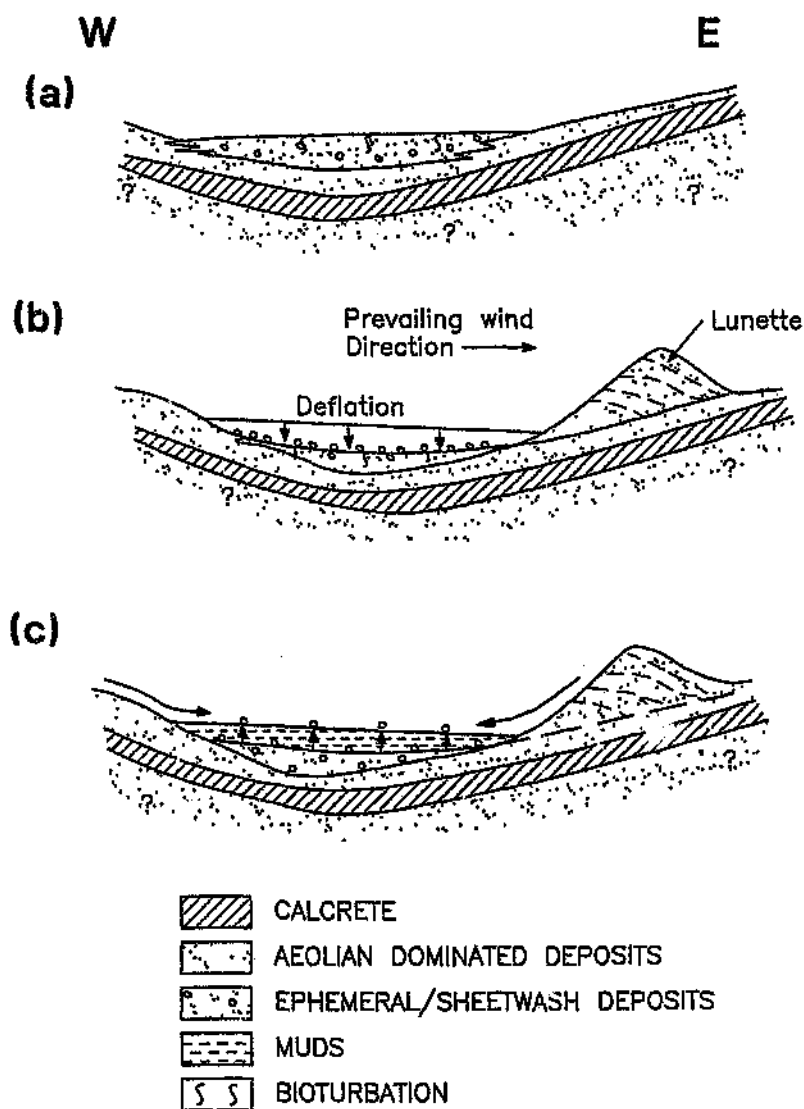 W E
(a)
? ? ?
(b)
Prevailing wind
Direction
Lunette
Deflation
? ?
(c)
? ?
CALCRETE
AEOLIAN DOMINATED DEPOSITS
EPHEMERAL/SHEETWASH DEPOSITS
MUDS
BIOTURBATION